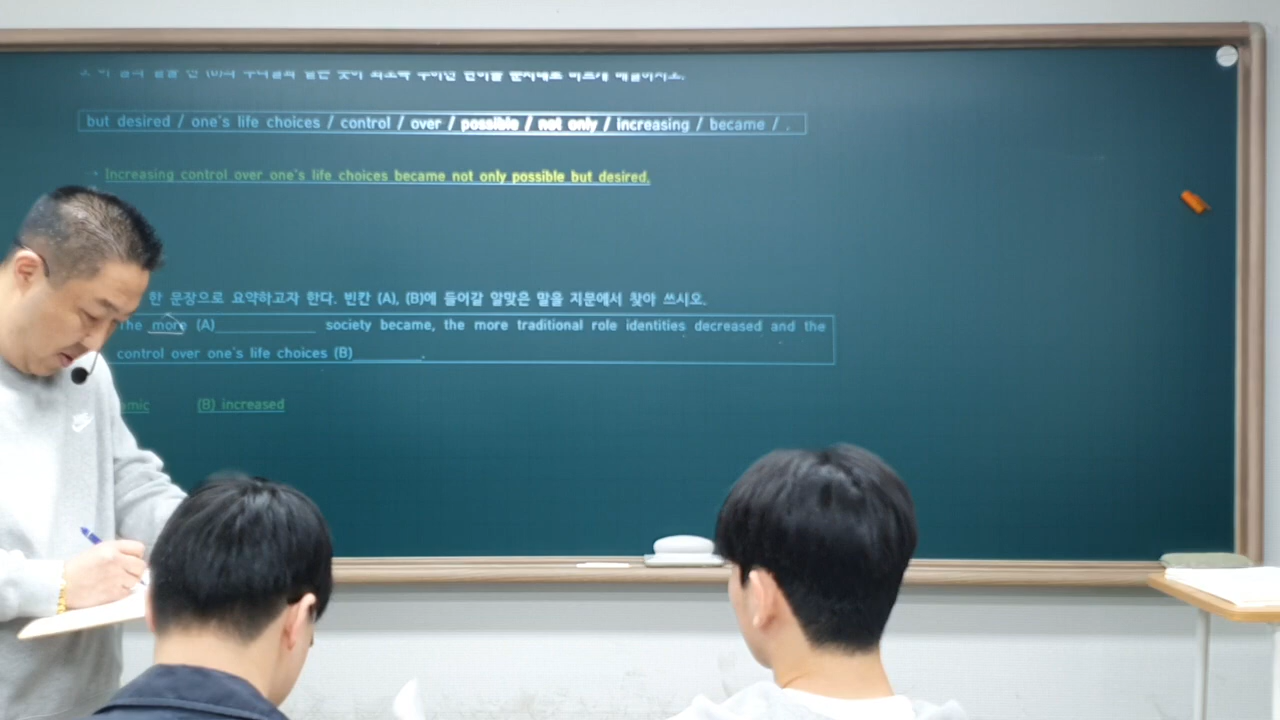 but desired / one's life choices / control / over / possible / not only / increasing / became / .
→ Increasing control over one's life choices became not only possible but desired.
한 문장으로 요약하고자 한다. 빈칸 (A), (B)에 들어갈 알맞은 말을 지문에서 찾아 쓰시오.
The more (A)______________ society became, the more traditional role identities decreased and the
control over one's life choices (B)__________.
amic (B) increased